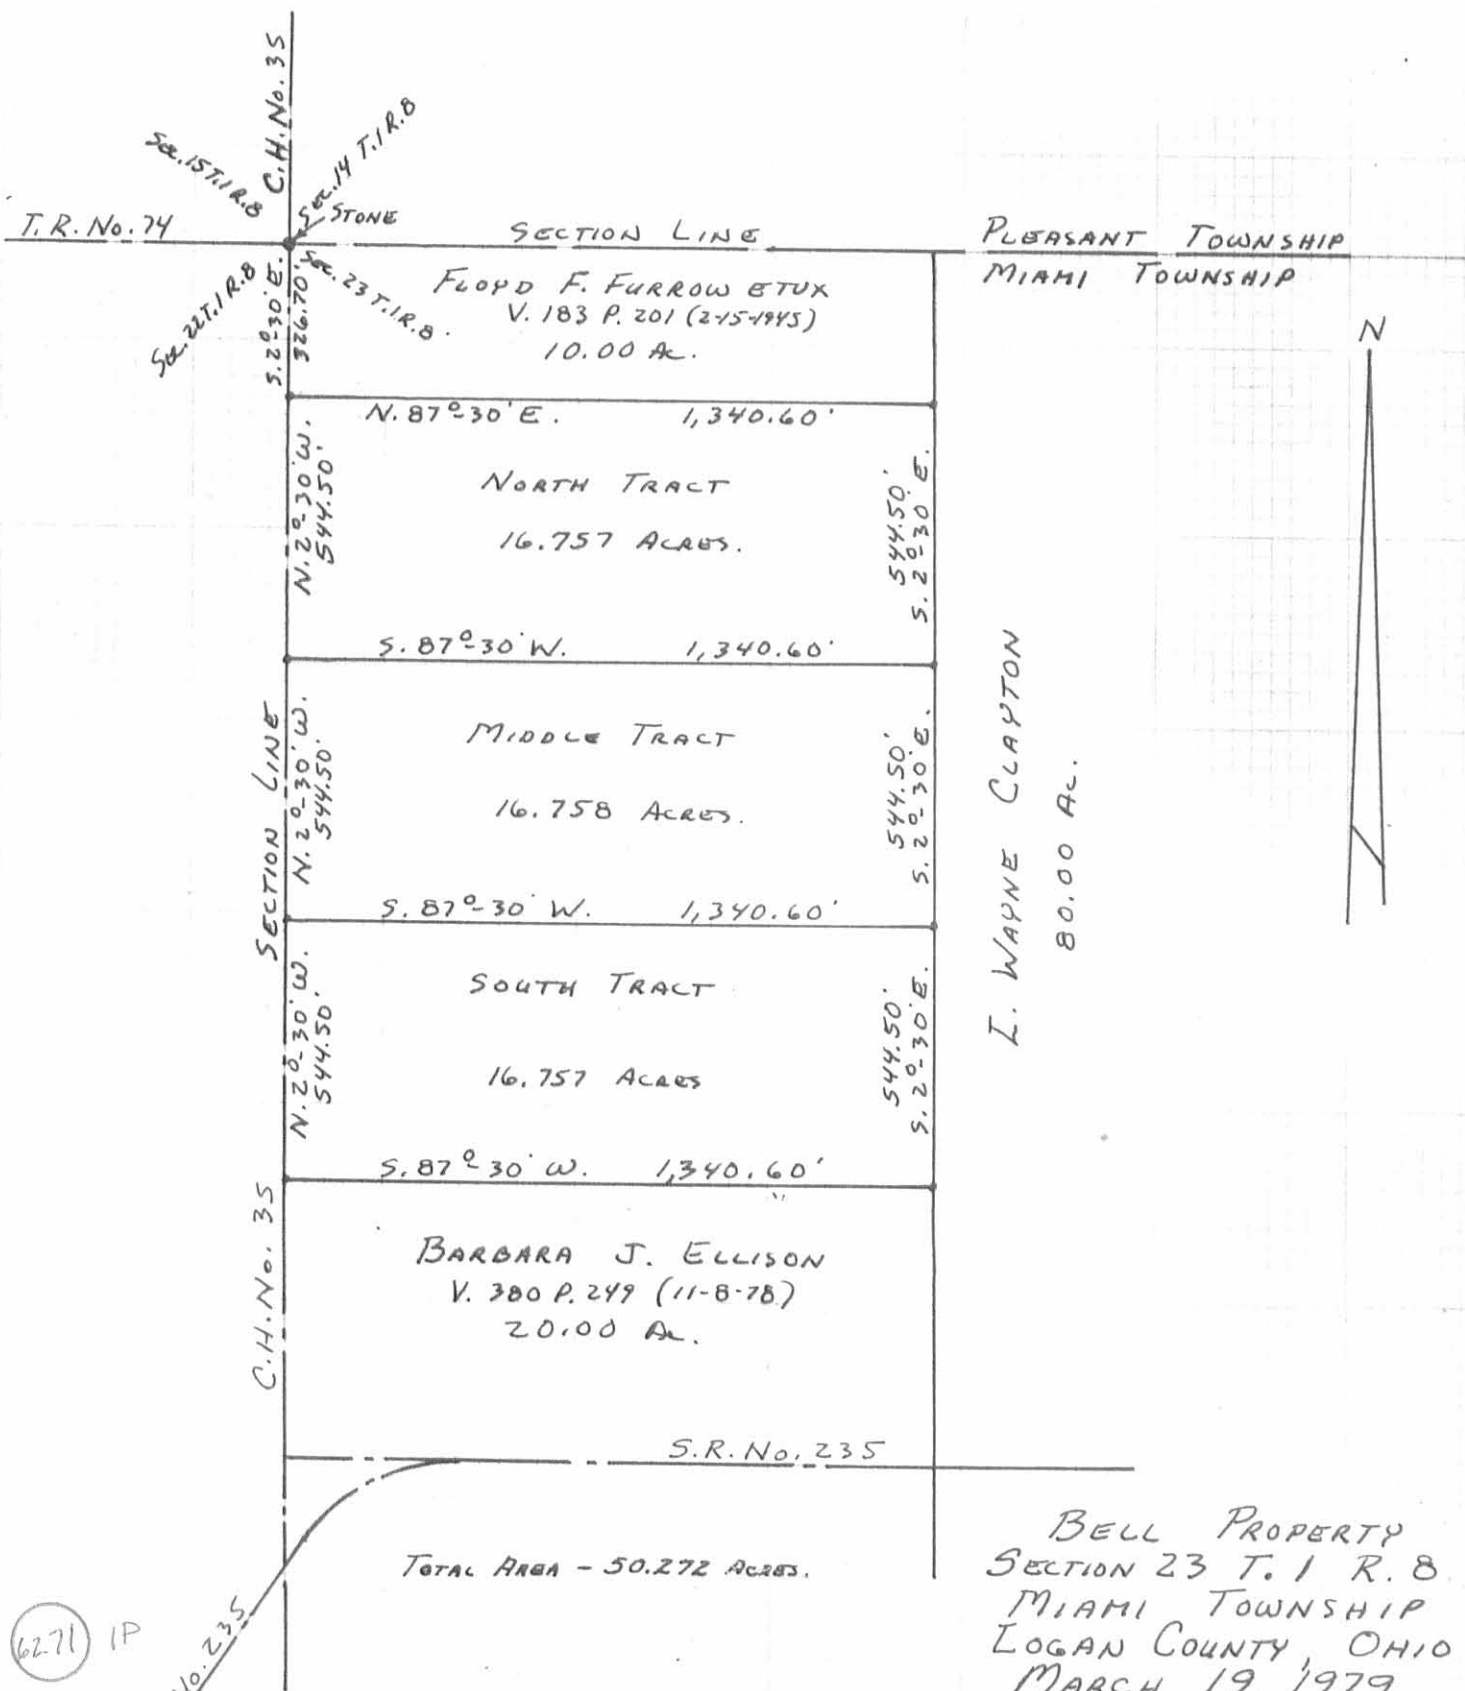 C.H.No. 35
Sec. 15 T.1 R.8
Sec. 14 T.1 R.8
STONE
T.R. No. 74
SECTION LINE
PLEASANT TOWNSHIP
MIAMI TOWNSHIP
Sec. 22 T.1 R.8
Sec. 23 T.1 R.8.
S. 2°-30' E.
326.70'
FLOYD F. FURROW ETUX
V. 183 P. 201 (2-15-1945)
10.00 Ac.
N
N. 87°-30' E. 1,340.60'
N. 2°-30' W.
544.50'
NORTH TRACT
16.757 ACRES.
544.50'
S. 2°-30' E.
S. 87°-30' W. 1,340.60'
SECTION LINE
N. 2°-30' W.
544.50'
MIDDLE TRACT
16.758 ACRES.
544.50'
S. 2°-30' E.
L. WAYNE CLAYTON
80.00 Ac.
S. 87°-30' W. 1,340.60'
N. 2°-30' W.
544.50'
SOUTH TRACT
16.757 ACRES
544.50'
S. 2°-30' E.
S. 87°-30' W. 1,340.60'
C.H. No. 35
BARBARA J. ELLISON
V. 380 P. 249 (11-8-78)
20.00 Ac.
S.R. No. 235
TOTAL AREA - 50.272 ACRES.
No. 235
6271 1P
BELL PROPERTY
SECTION 23 T. 1 R. 8
MIAMI TOWNSHIP
LOGAN COUNTY, OHIO
MARCH 19 1979